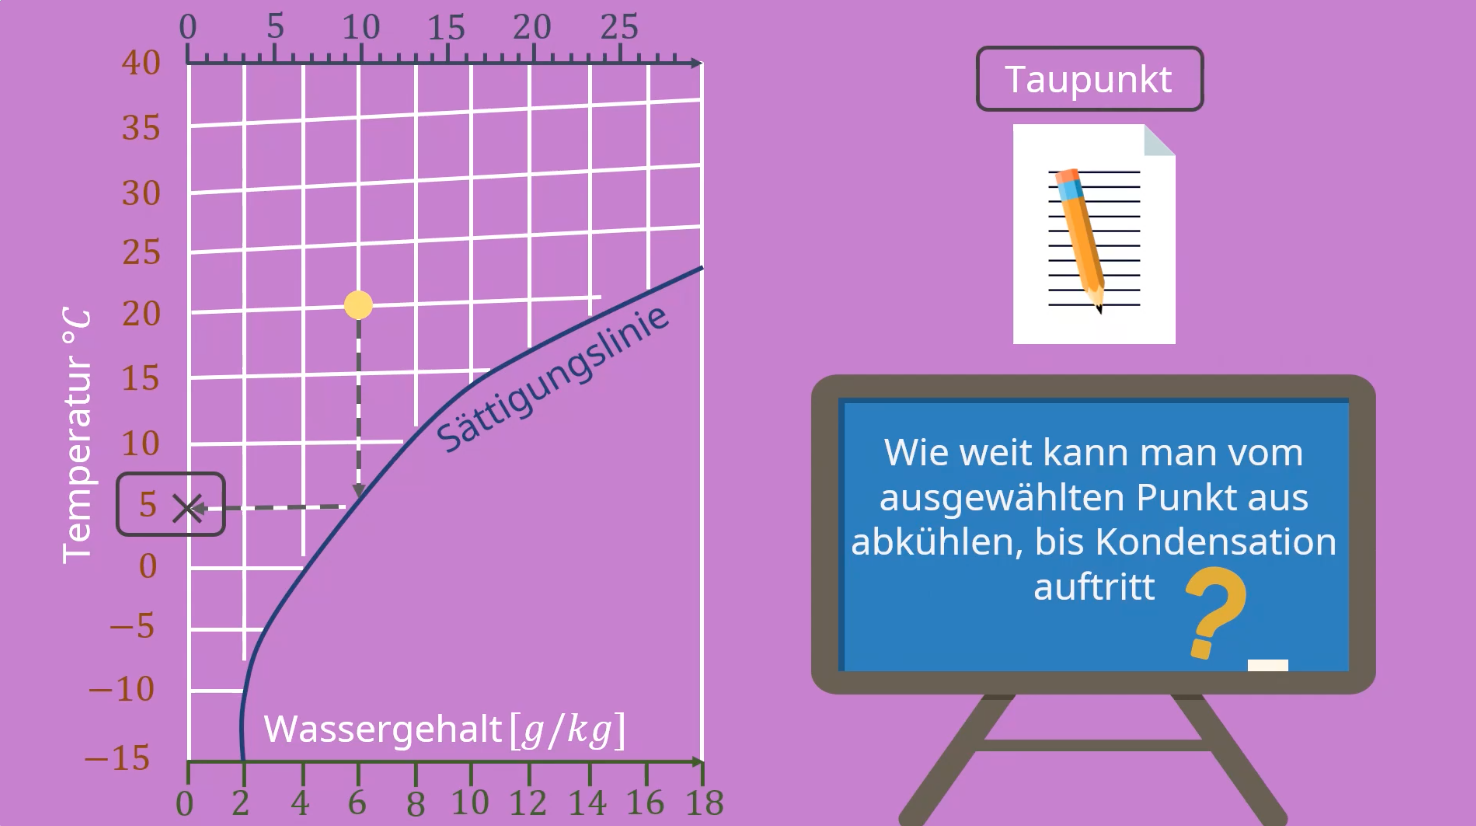 0 5 10 15 20 25
40
35
30
25
20
15
10
5
0
−5
−10
−15
Temperatur °C
Sättigungslinie
Wassergehalt [g/kg]
0 2 4 6 8 10 12 14 16 18
Taupunkt
Wie weit kann man vom
ausgewählten Punkt aus
abkühlen, bis Kondensation
auftritt ?